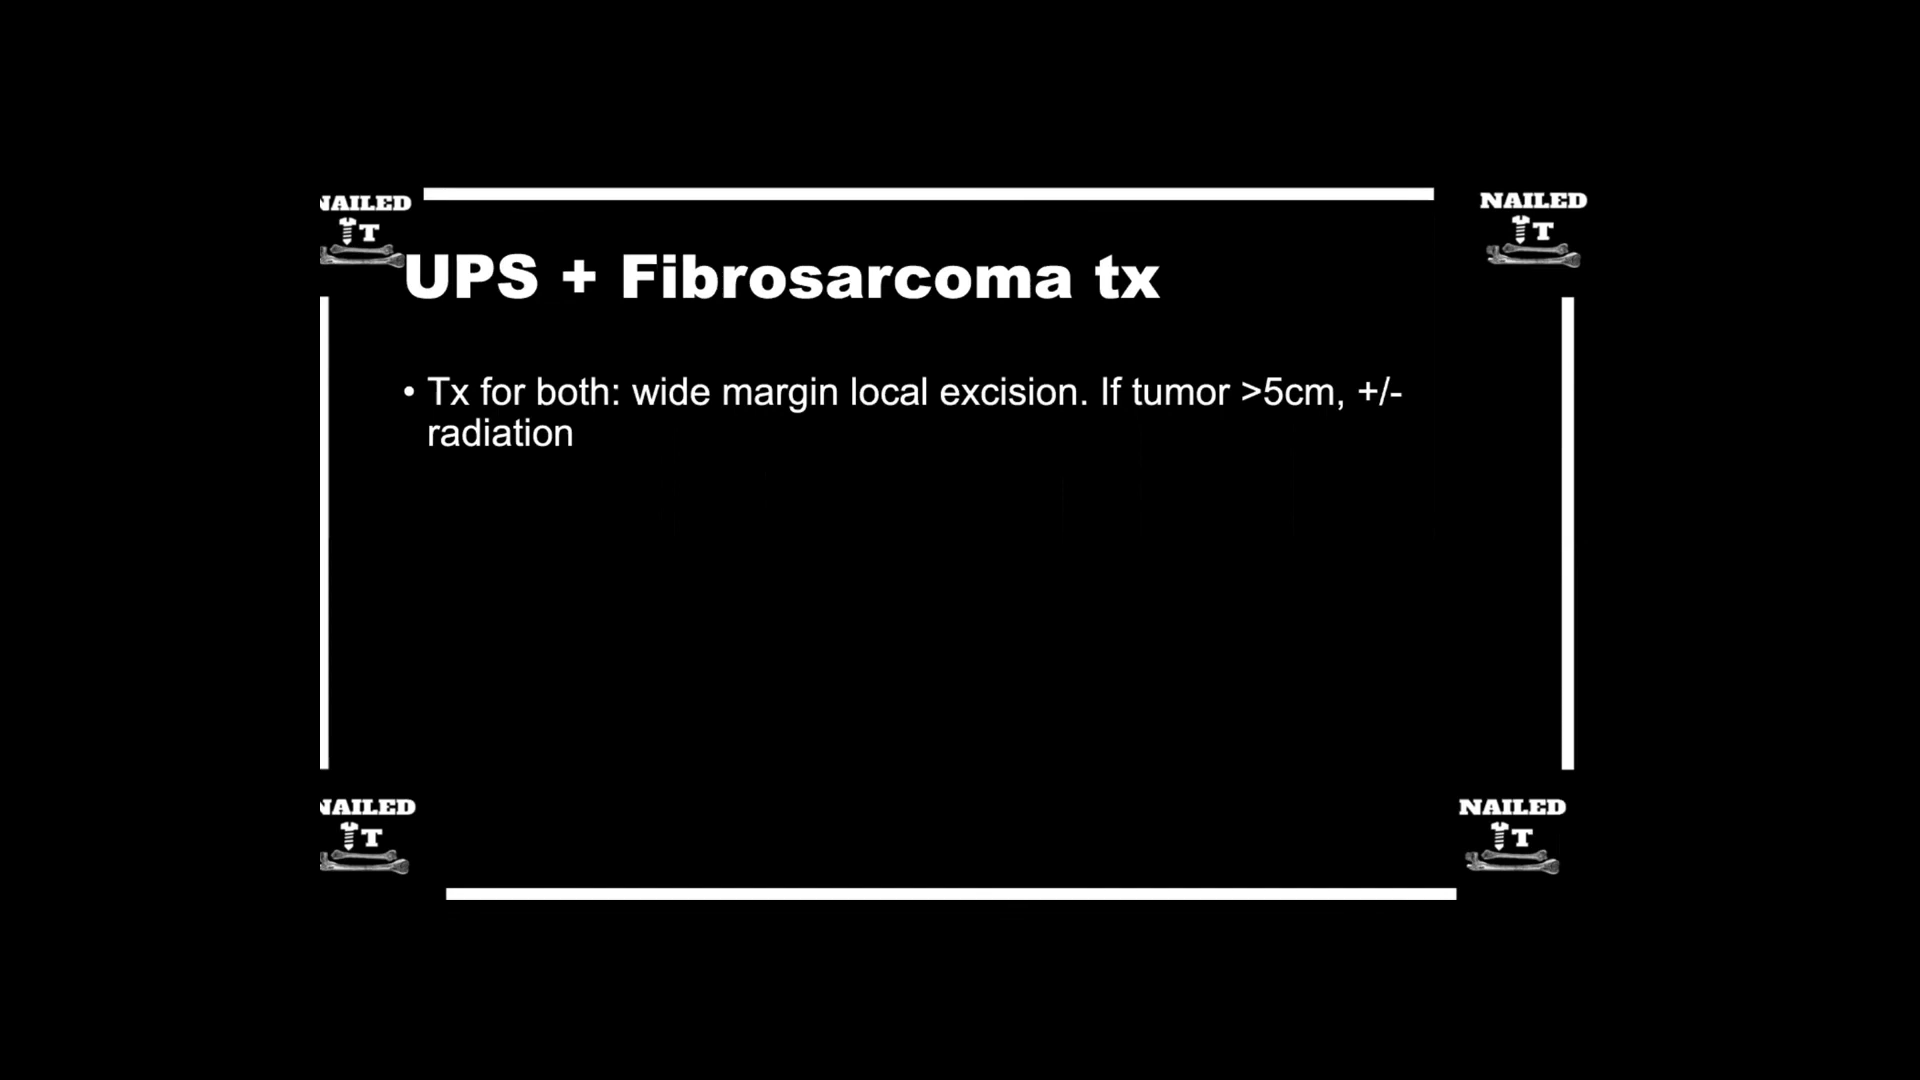 NAILED
T
NAILED
T
UPS + Fibrosarcoma tx
• Tx for both: wide margin local excision. If tumor >5cm, +/-
radiation
NAILED
T
NAILED
T